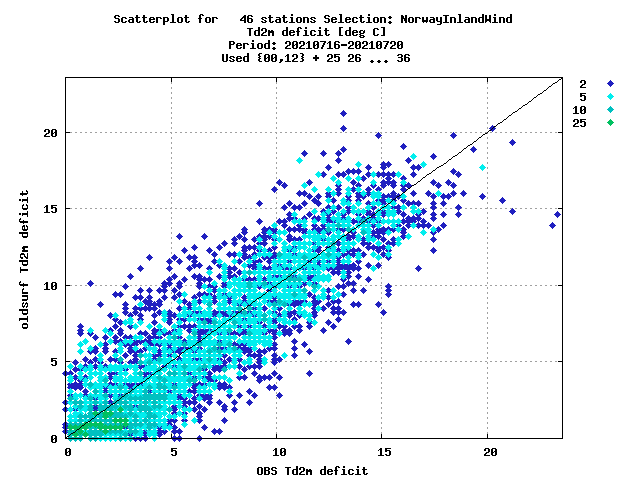 Scatterplot for   46 stations Selection: NorwayInlandWind
Td2m deficit [deg C]
Period: 20210716-20210720
Used {00,12} + 25 26 ... 36
2
5
10
25
20
15
10
5
0
oldsurf Td2m deficit
0 5 10 15 20
OBS Td2m deficit